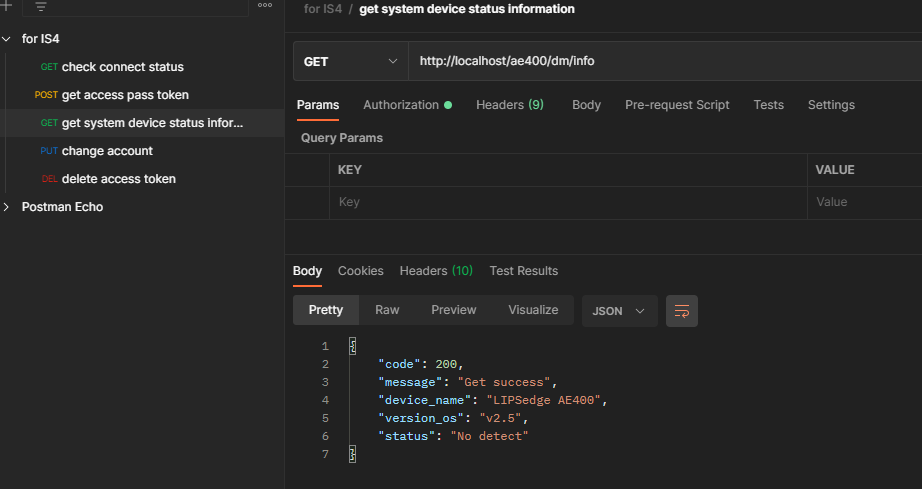 for IS4 / get system device status information
for IS4
GET check connect status
POST get access pass token
GET get system device status infor...
PUT change account
DEL delete access token
Postman Echo
GET http://localhost/ae400/dm/info
Params Authorization Headers (9) Body Pre-request Script Tests Settings
Query Params
KEY VALUE
Key Value
Body Cookies Headers (10) Test Results
Pretty Raw Preview Visualize JSON
1 {
2 "code": 200,
3 "message": "Get success",
4 "device_name": "LIPSedge AE400",
5 "version_os": "v2.5",
6 "status": "No detect"
7 }